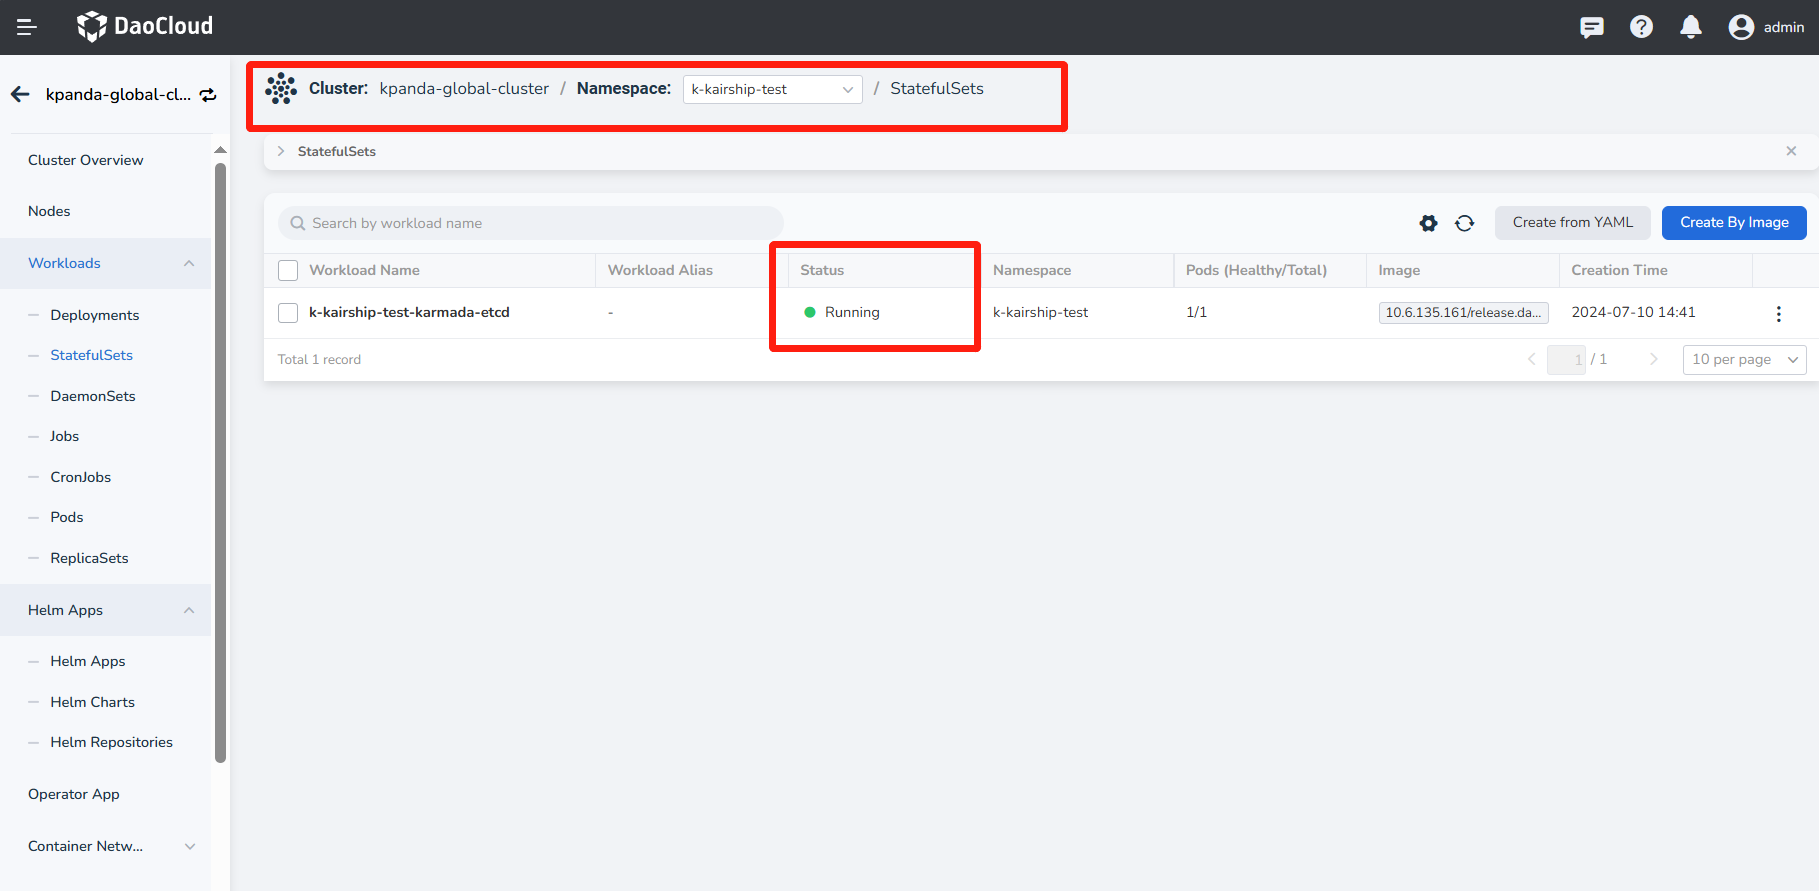 DaoCloud
admin
kpanda-global-cl...
Cluster: kpanda-global-cluster / Namespace: k-kairship-test / StatefulSets
StatefulSets
Search by workload name
Create from YAML
Create By Image
Workload Name Workload Alias Status Namespace Pods (Healthy/Total) Image Creation Time
k-kairship-test-karmada-etcd - Running k-kairship-test 1/1 10.6.135.161/release.da... 2024-07-10 14:41
Total 1 record
1 / 1
10 per page
Cluster Overview
Nodes
Workloads
Deployments
StatefulSets
DaemonSets
Jobs
CronJobs
Pods
ReplicaSets
Helm Apps
Helm Apps
Helm Charts
Helm Repositories
Operator App
Container Netw...